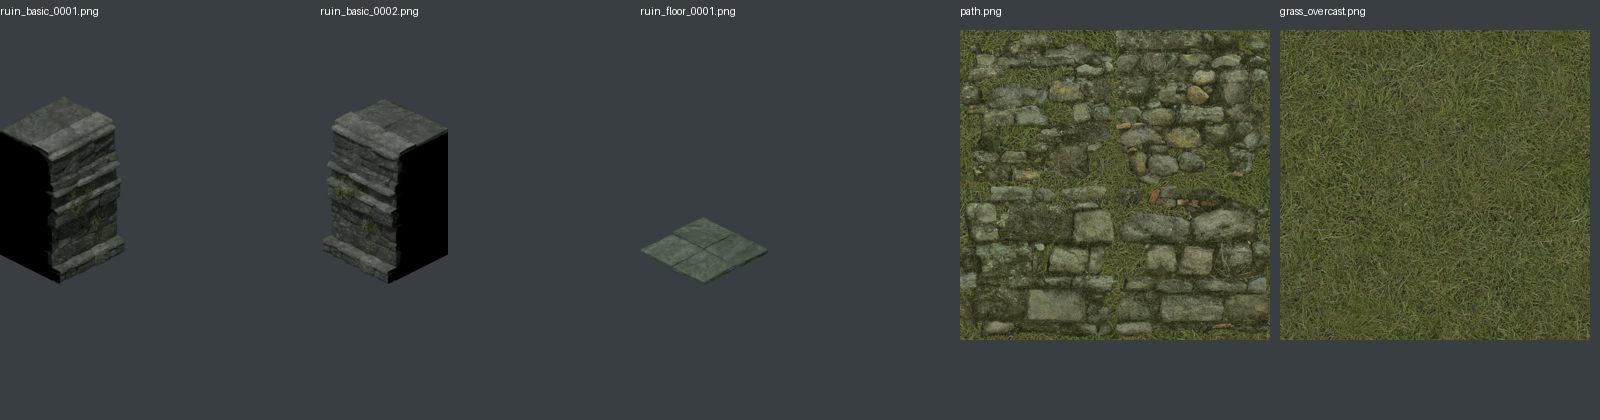 ruin_basic_0001.png
ruin_basic_0002.png
ruin_floor_0001.png
path.png
grass_overcast.png